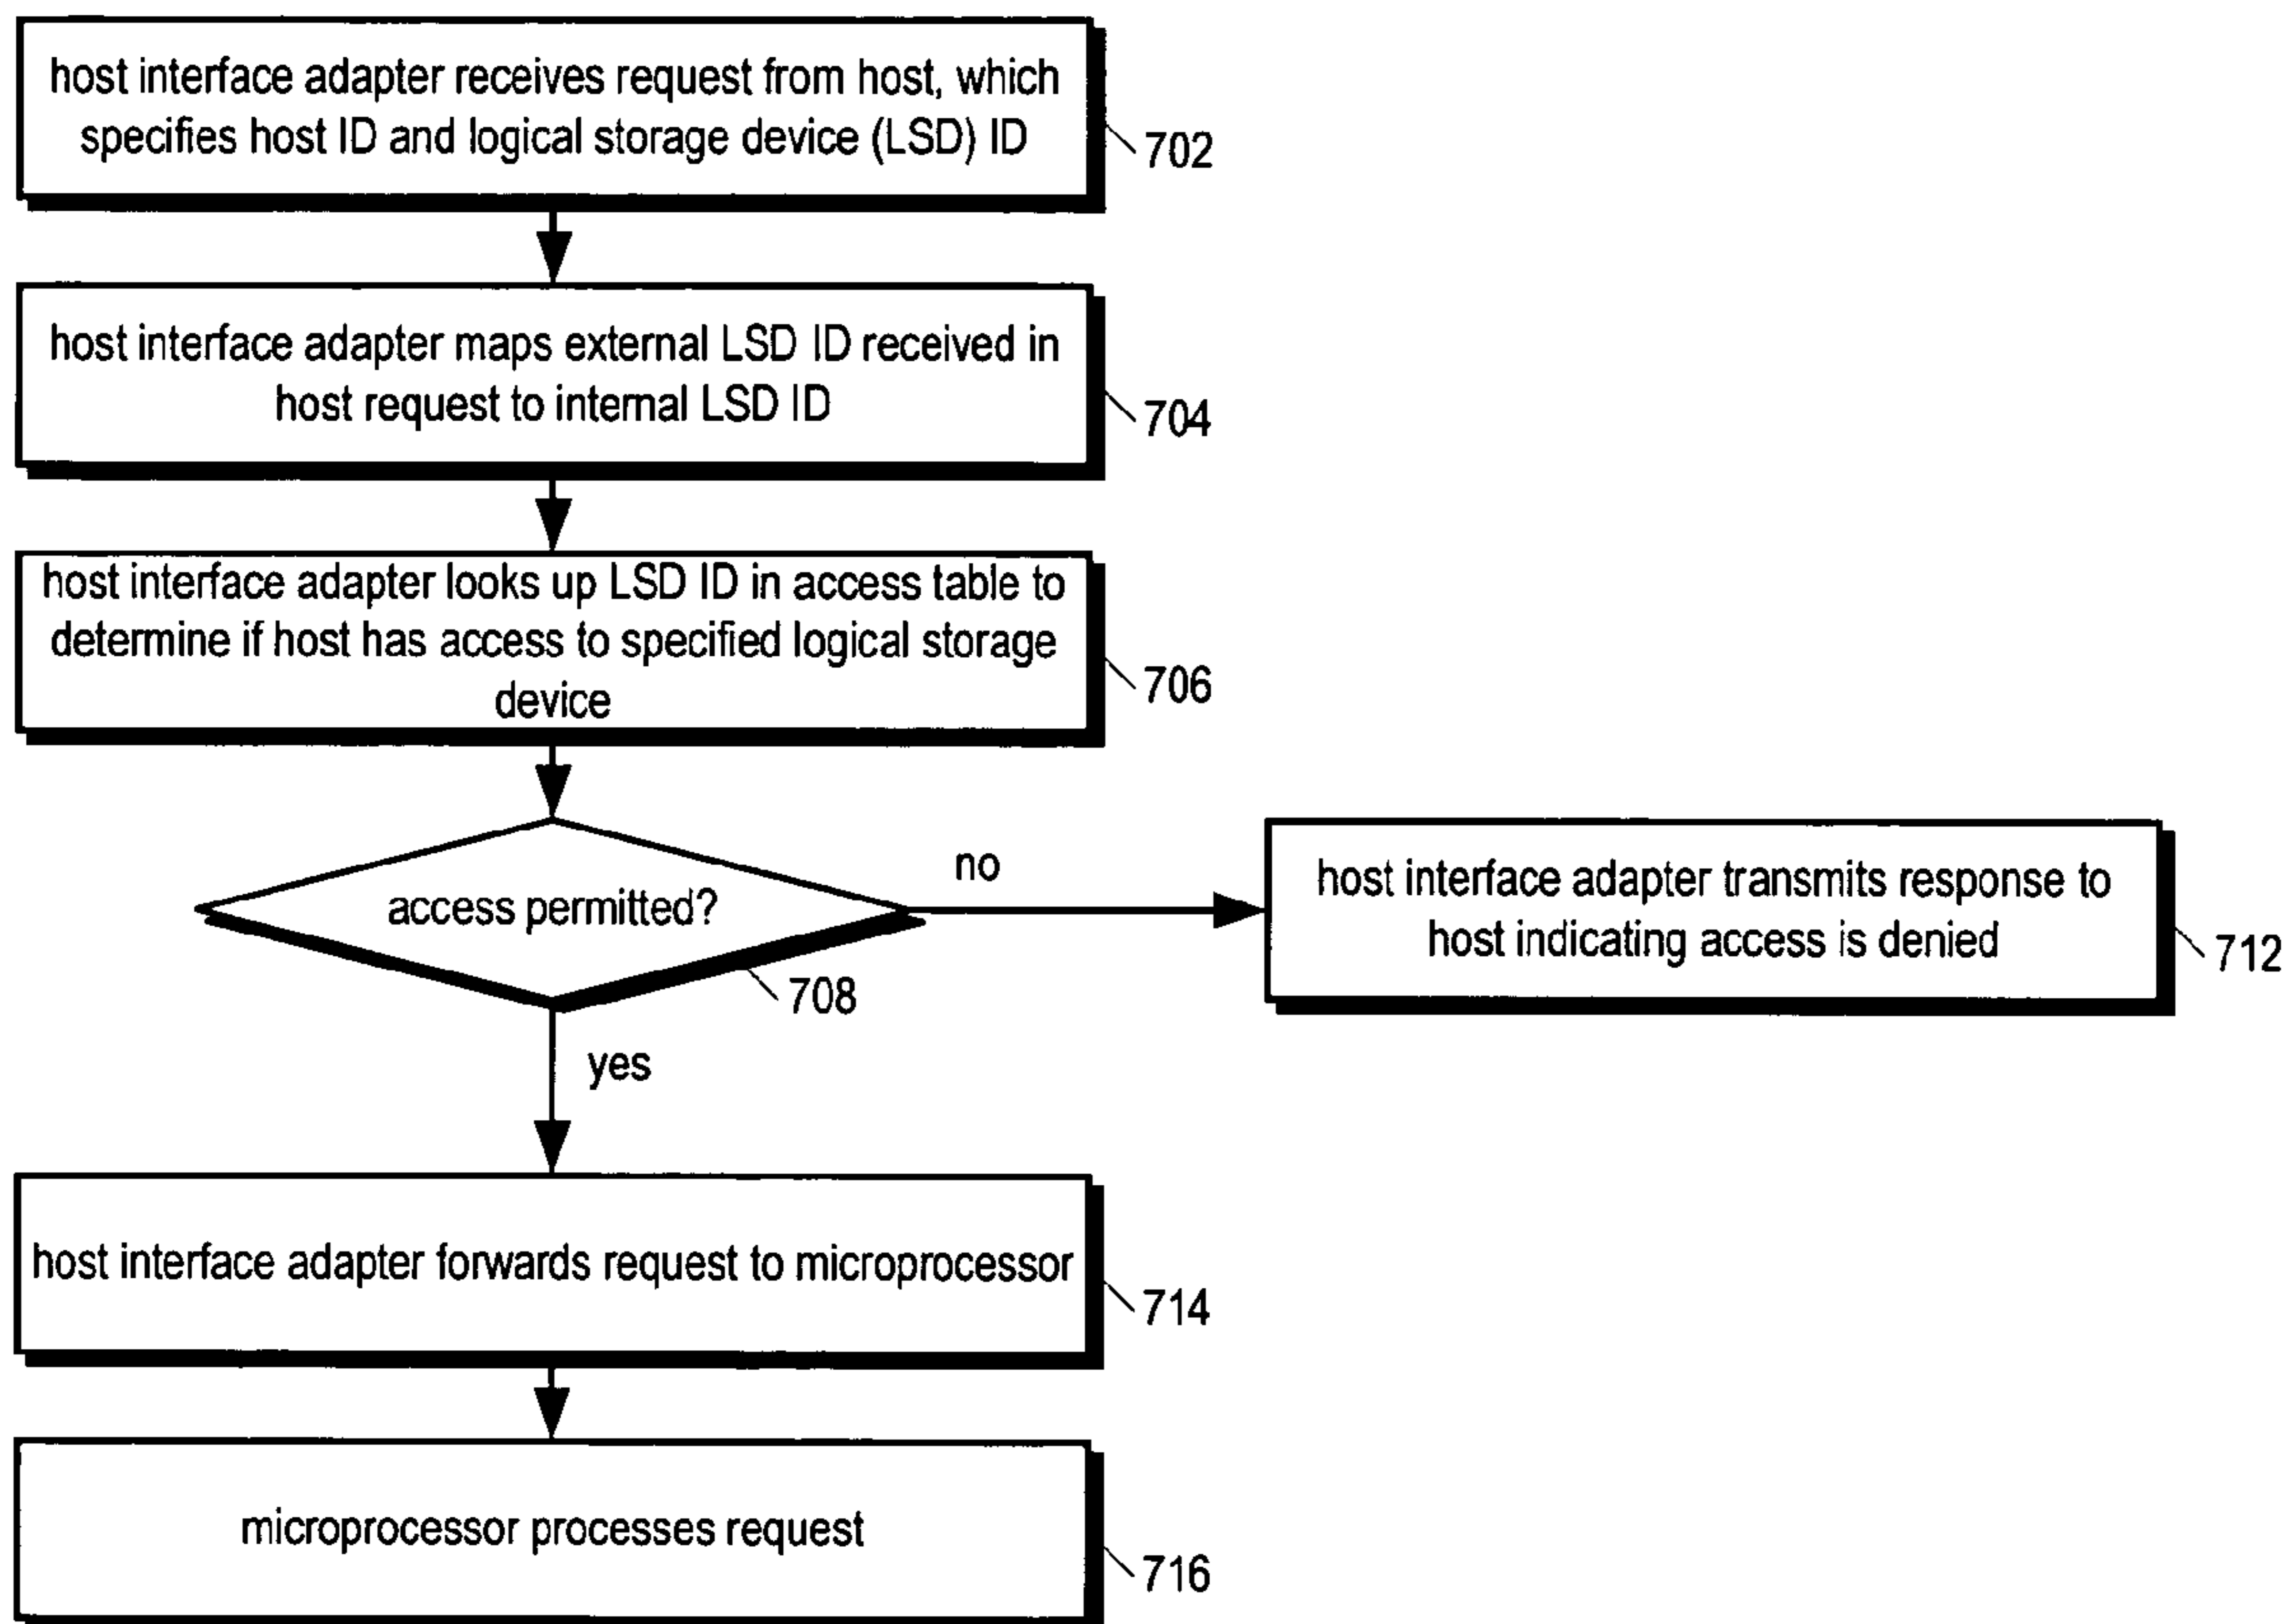 host interface adapter receives request from host, which
specifies host ID and logical storage device (LSD) ID
702
host interface adapter maps external LSD ID received in
host request to internal LSD ID
704
host interface adapter looks up LSD ID in access table to
determine if host has access to specified logical storage
device
706
access permitted?
708
no
host interface adapter transmits response to
host indicating access is denied
712
yes
host interface adapter forwards request to microprocessor
714
microprocessor processes request
716